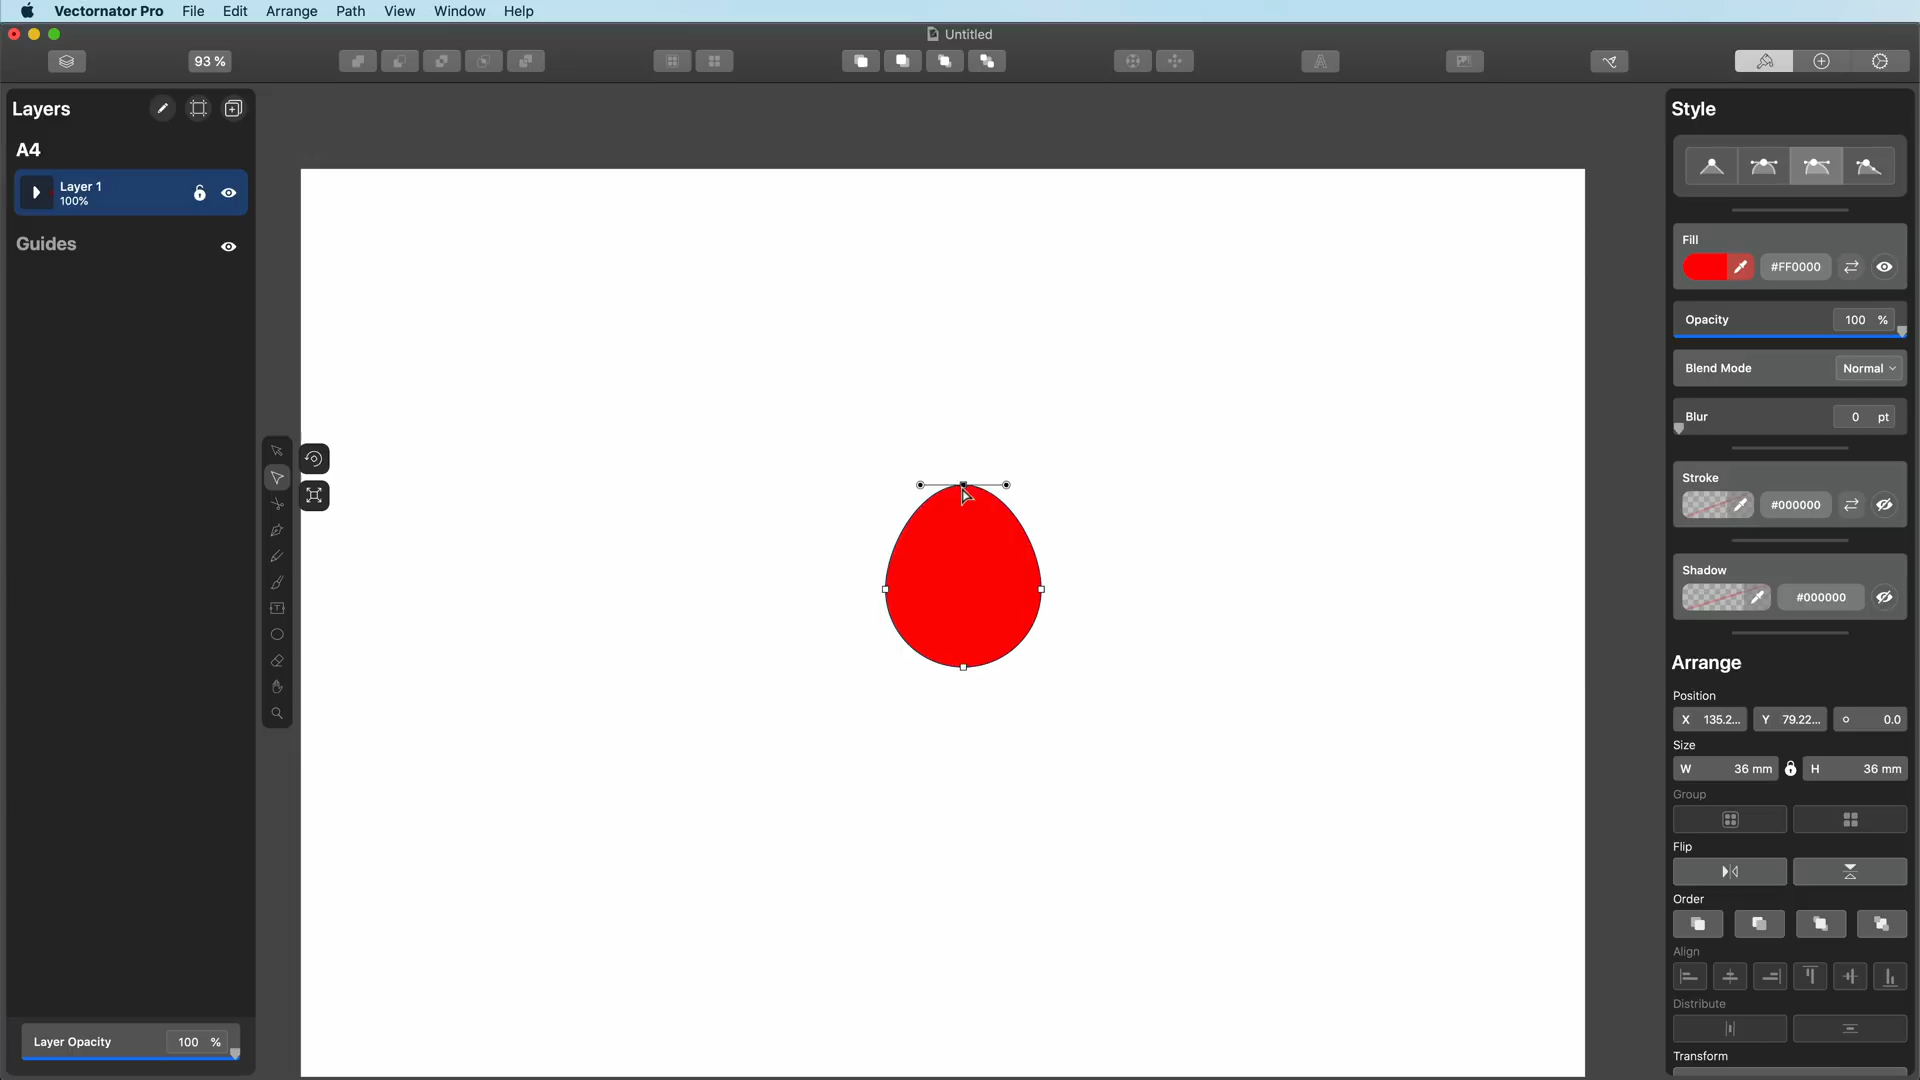 Vectornator Pro File Edit Arrange Path View Window Help
Untitled
93 %
Layers
A4
Layer 1
100%
Guides
Layer Opacity 100 %
Style
Fill
#FF0000
Opacity 100 %
Blend Mode Normal
Blur 0 pt
Stroke
#000000
Shadow
#000000
Arrange
Position
X 135.2... Y 79.22... 0.0
Size
W 36 mm H 36 mm
Group
Flip
Order
Align
Distribute
Transform